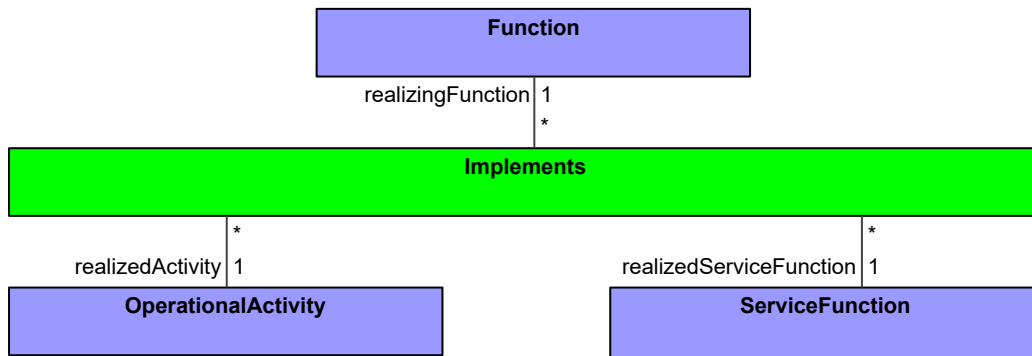 Function
realizingFunction 1
*
Implements
* *
realizedActivity 1 realizedServiceFunction 1
OperationalActivity ServiceFunction